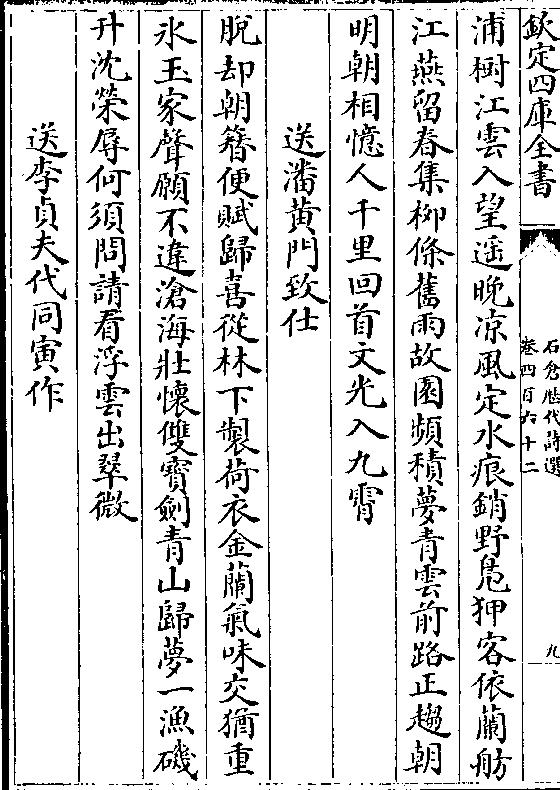 欽定四庫全書
石倉歷代詩選
卷四百六十二
九
浦樹江雲入望遥晚凉風定水痕銷野鳬狎客依蘭舫
江燕留春集柳條舊雨故園頻積夢青雲前路正趨朝
明朝相憶人千里回首文光入九霄
送潘黄門致仕
脫却朝簪便賦歸喜從林下製荷衣金蘭氣味交猶重
氷玉家聲願不違滄海壯懷雙寳劍青山歸夢一漁磯
升沈榮辱何須問請看浮雲出翠微
送李貞夫代同寅作